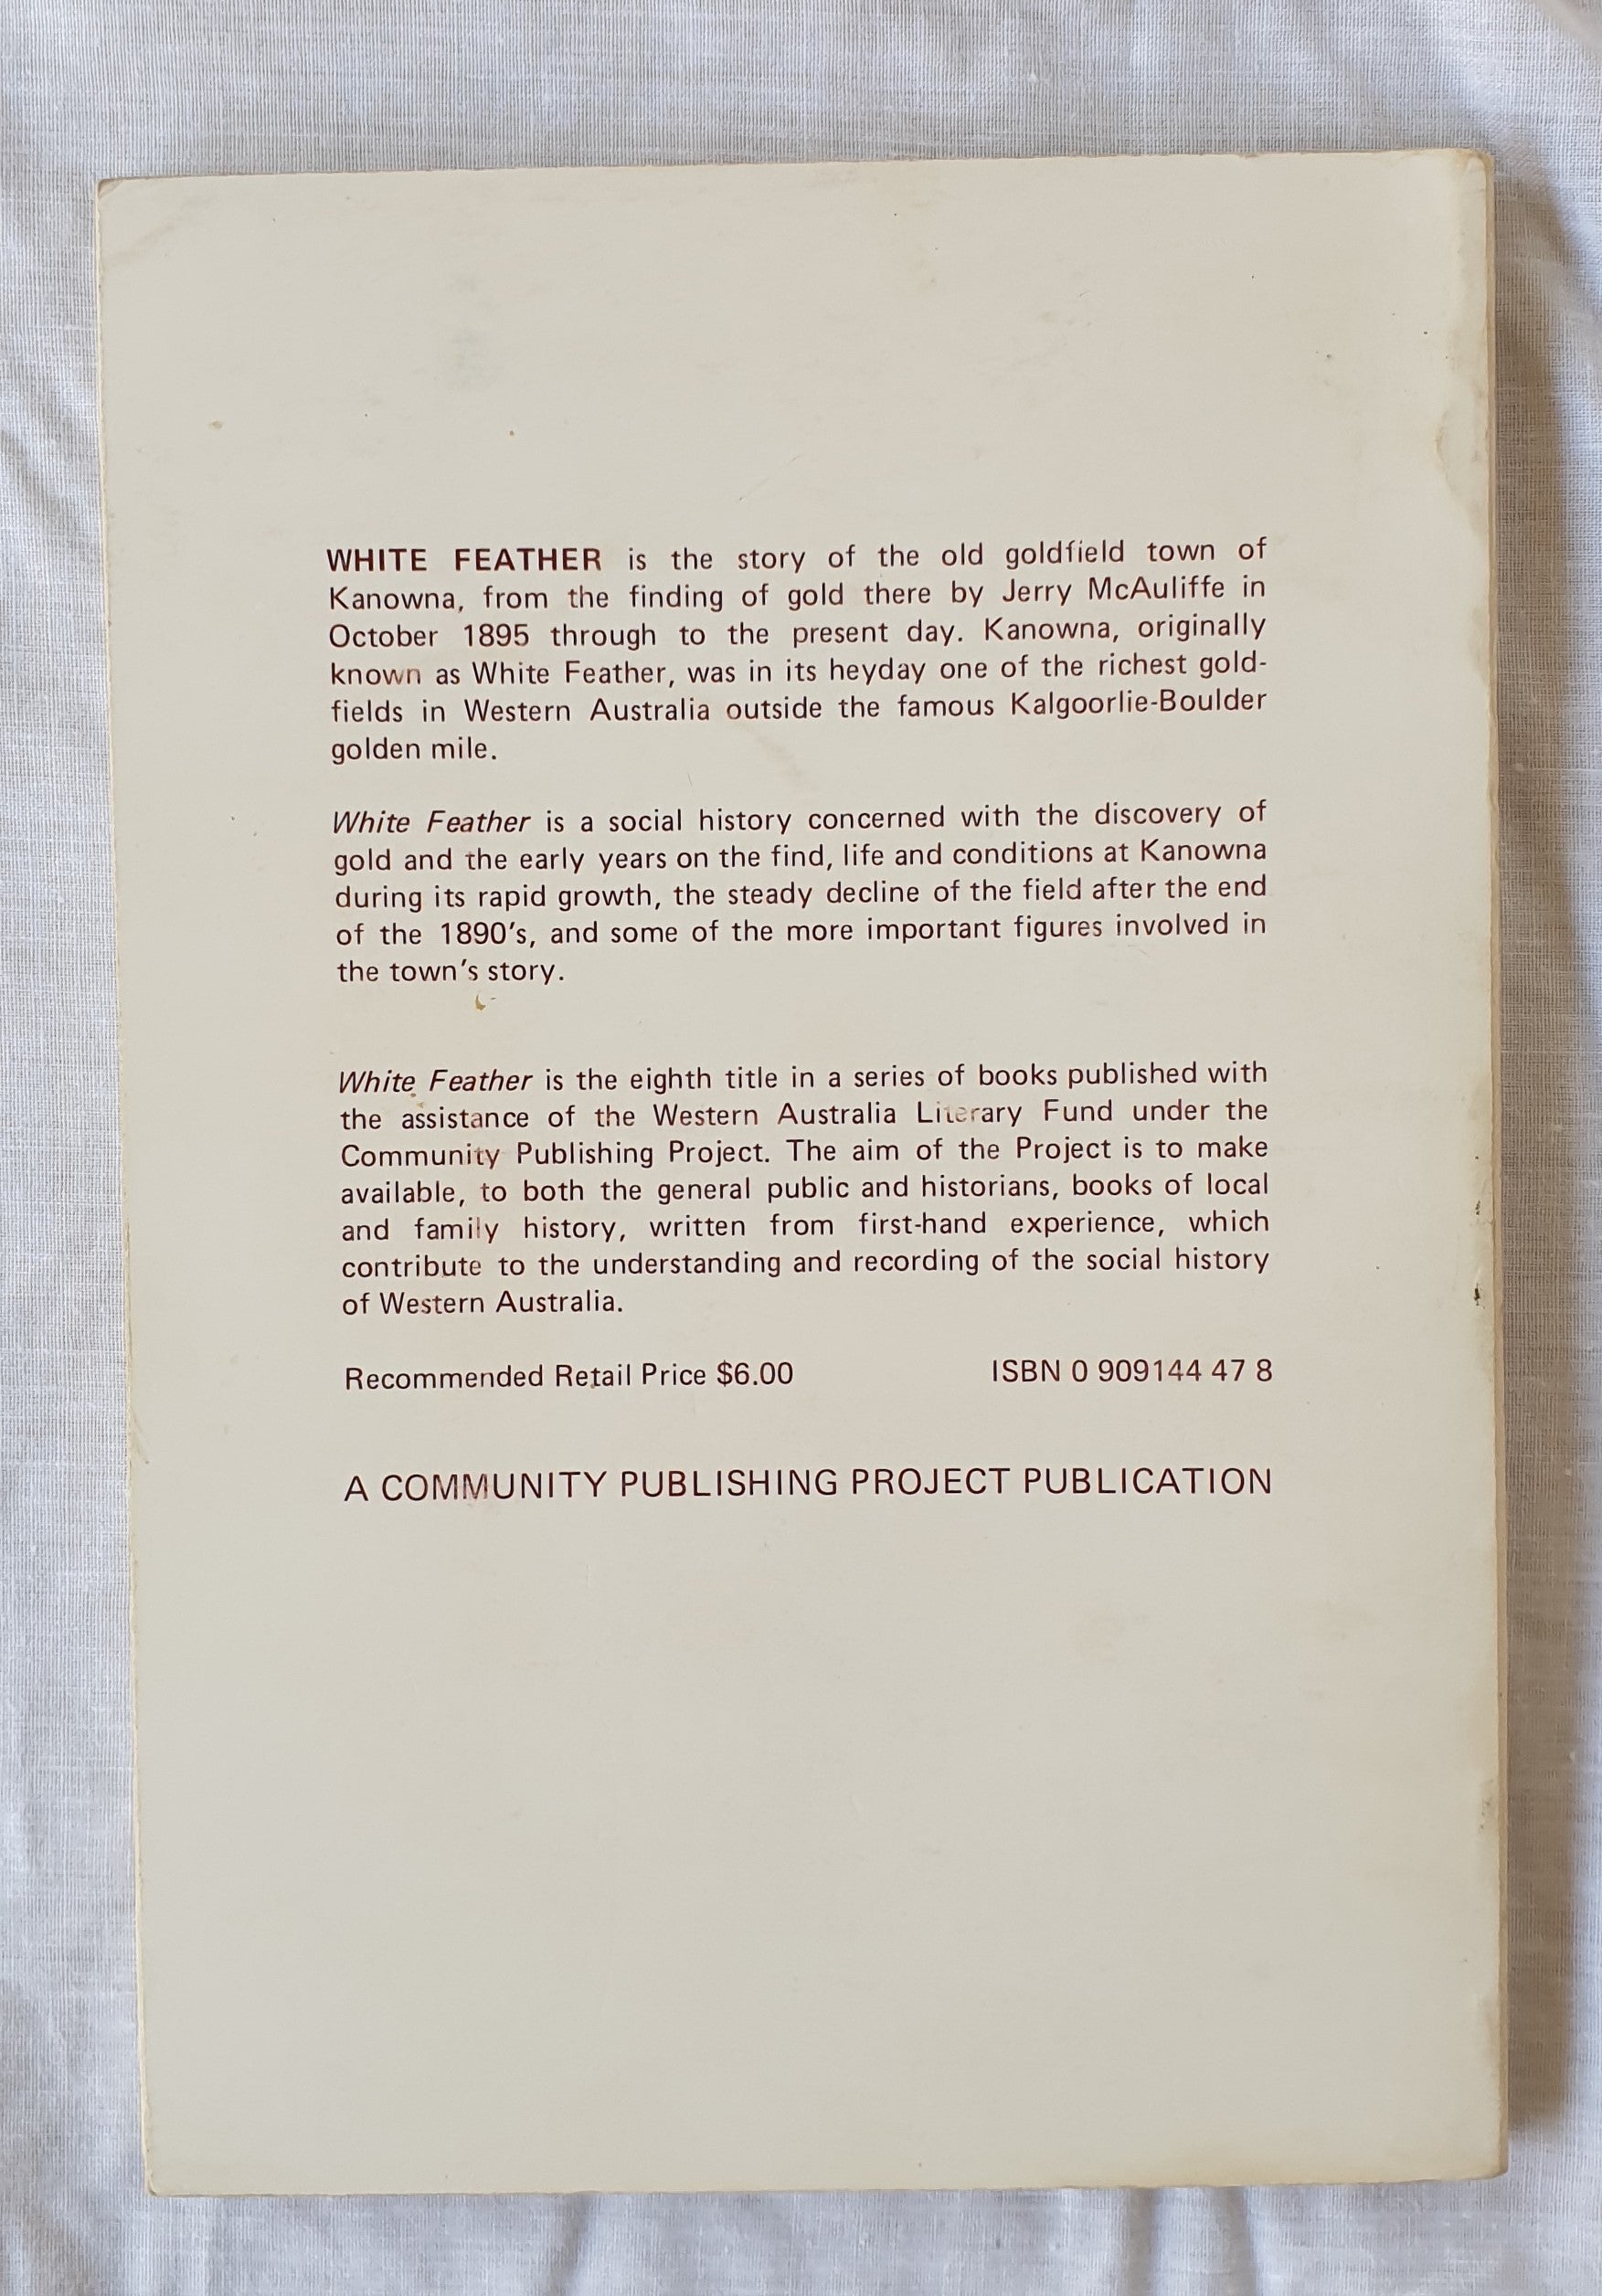 WHITE FEATHER is the story of the old goldfield town of
Kanowna, from the finding of gold there by Jerry McAuliffe in
October 1895 through to the present day. Kanowna, originally
known as White Feather, was in its heyday one of the richest gold-
fields in Western Australia outside the famous Kalgoorlie-Boulder
golden mile.
White Feather is a social history concerned with the discovery of
gold and the early years on the find, life and conditions at Kanowna
during its rapid growth, the steady decline of the field after the end
of the 1890's, and some of the more important figures involved in
the town's story.
White Feather is the eighth title in a series of books published with
the assistance of the Western Australia Literary Fund under the
Community Publishing Project. The aim of the Project is to make
available, to both the general public and historians, books of local
and family history, written from first-hand experience, which
contribute to the understanding and recording of the social history
of Western Australia.
Recommended Retail Price $6.00 ISBN 0 909144 47 8
A COMMUNITY PUBLISHING PROJECT PUBLICATION